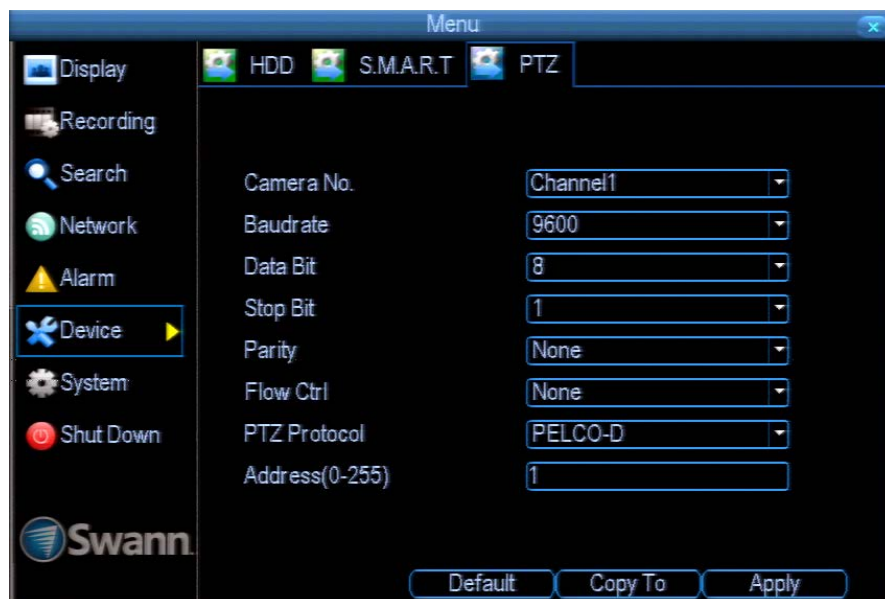 Menu
Display
Recording
Search
Network
Alarm
Device
System
Shut Down
Swann
HDD S.M.A.R.T PTZ
Camera No. Channel1
Baudrate 9600
Data Bit 8
Stop Bit 1
Parity None
Flow Ctrl None
PTZ Protocol PELCO-D
Address(0-255) 1
Default Copy To Apply